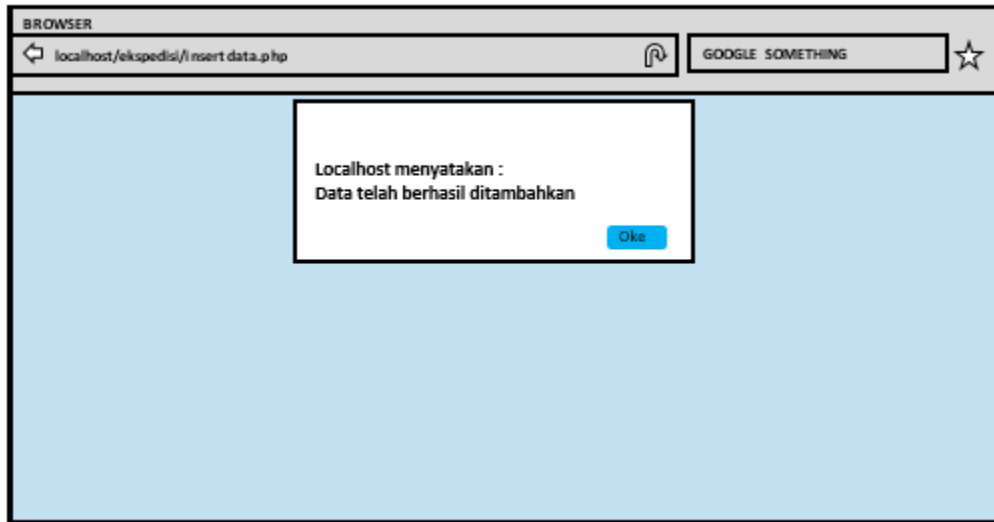 BROWSER
localhost/ekspedisi/insert data.php
GOOGLE SOMETHING
Localhost menyatakan :
Data telah berhasil ditambahkan
Oke